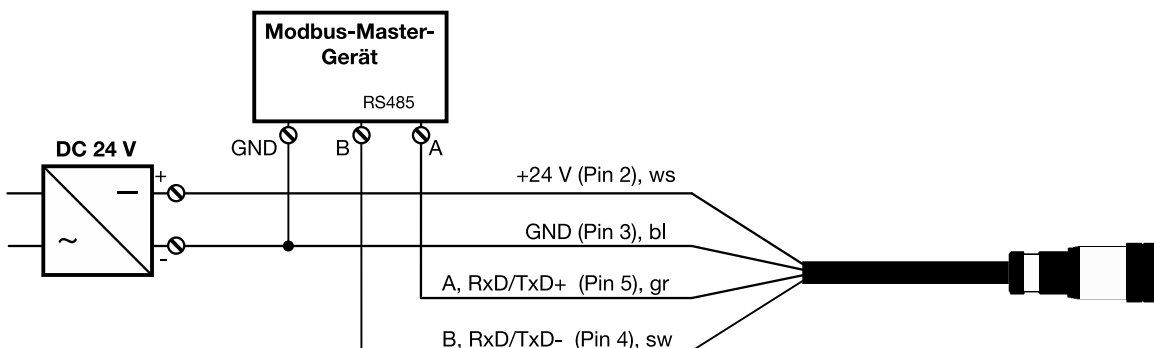 Modbus-Master-
Gerät
RS485
GND
B
A
DC 24 V
+
-
~
+24 V (Pin 2), ws
GND (Pin 3), bl
A, RxD/TxD+ (Pin 5), gr
B, RxD/TxD- (Pin 4), sw